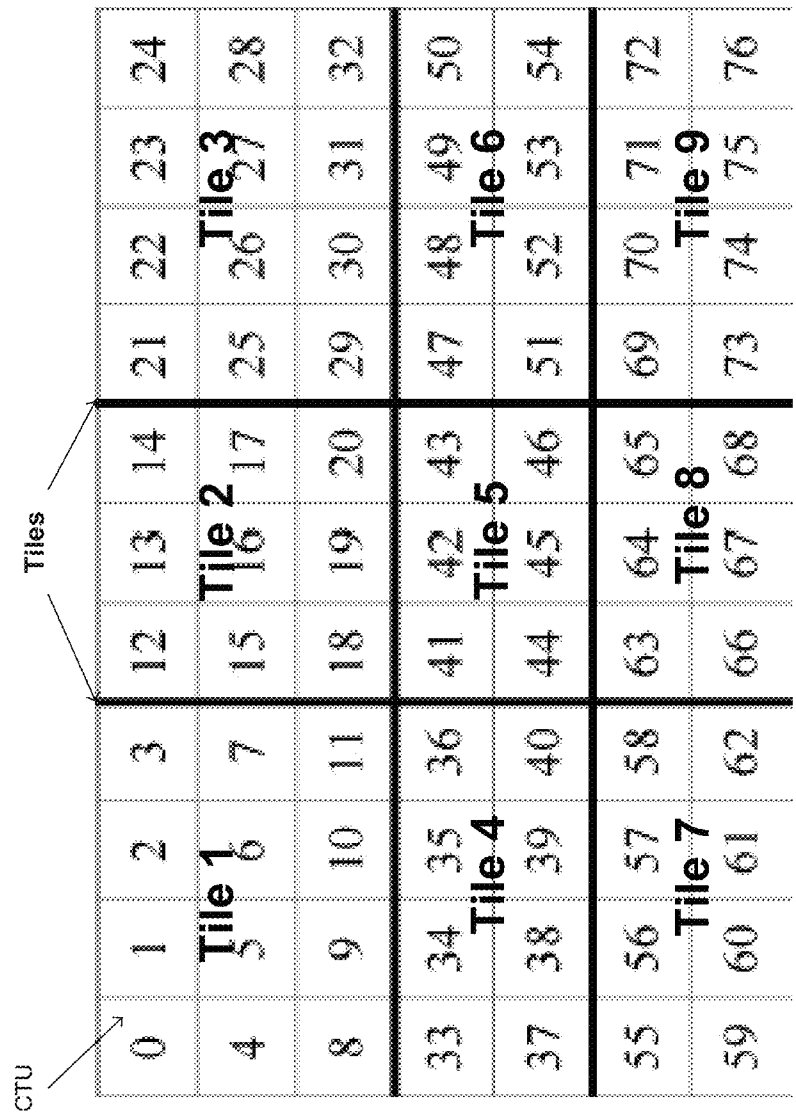 Tiles
CTU
0 1 2 3 12 13 14 21 22 23 24
Tile 1 Tile 2 Tile 3
4 5 6 7 15 16 17 25 26 27 28
8 9 10 11 18 19 20 29 30 31 32
33 34 35 36 41 42 43 47 48 49 50
Tile 4 Tile 5 Tile 6
37 38 39 40 44 45 46 51 52 53 54
55 56 57 58 63 64 65 69 70 71 72
Tile 7 Tile 8 Tile 9
59 60 61 62 66 67 68 73 74 75 76